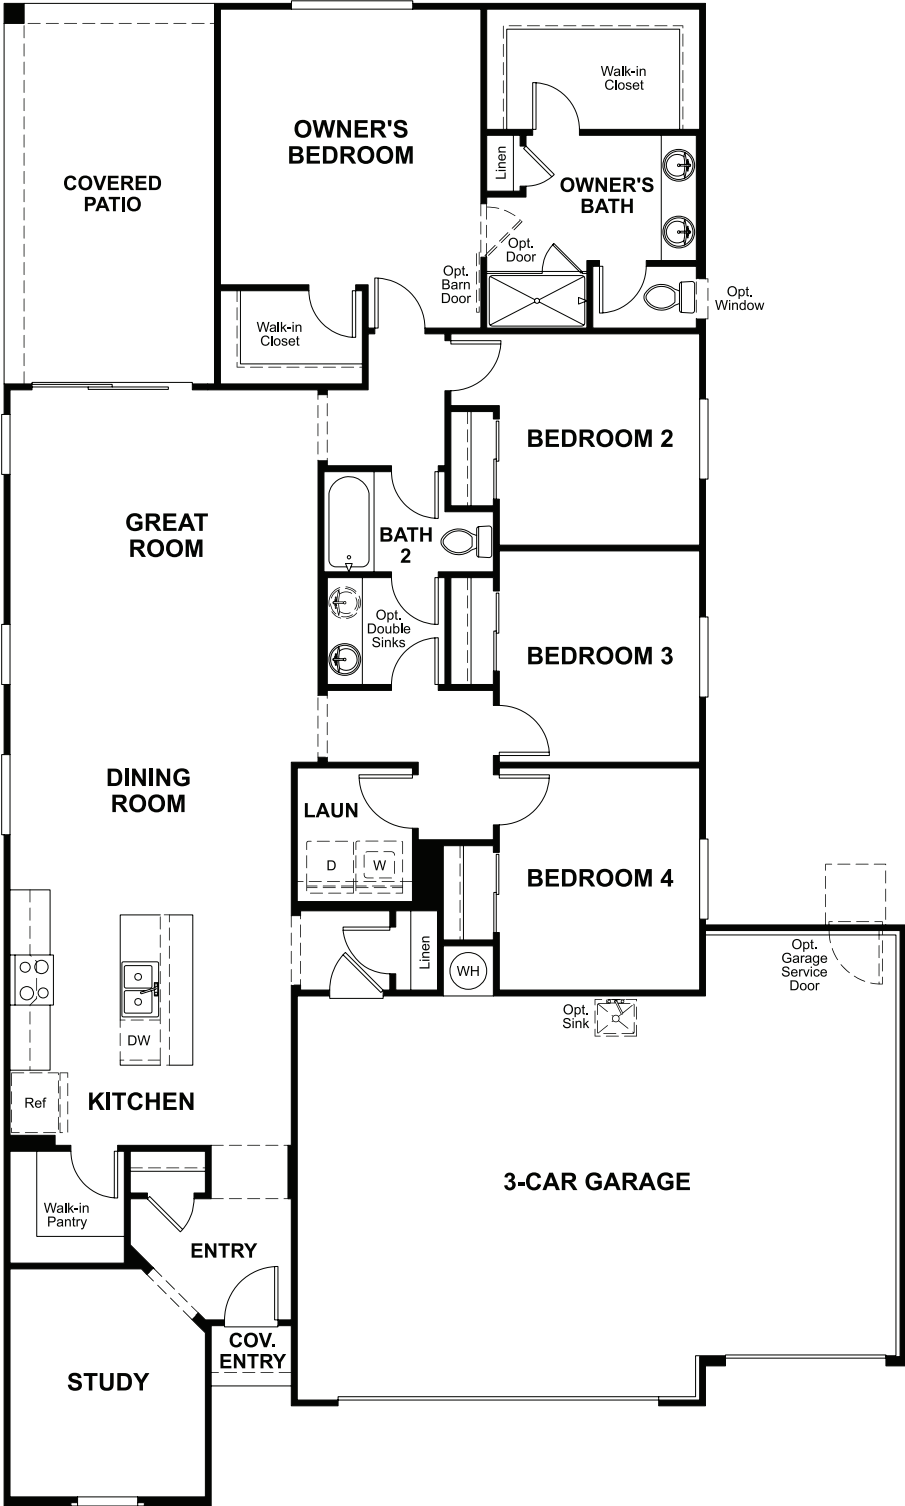 Walk-in
Closet
OWNER'S
BEDROOM
Linen
COVERED
PATIO
OWNER'S
BATH
Opt.
Door
Opt.
Barn
Door
Opt.
Window
Walk-in
Closet
BEDROOM 2
GREAT
ROOM
BATH
2
Opt.
Double
Sinks
BEDROOM 3
DINING
ROOM
LAUN
D
W
BEDROOM 4
Linen
WH
Opt.
Garage
Service
Door
Opt.
Sink
DW
Ref
KITCHEN
3-CAR GARAGE
Walk-in
Pantry
ENTRY
COV.
ENTRY
STUDY